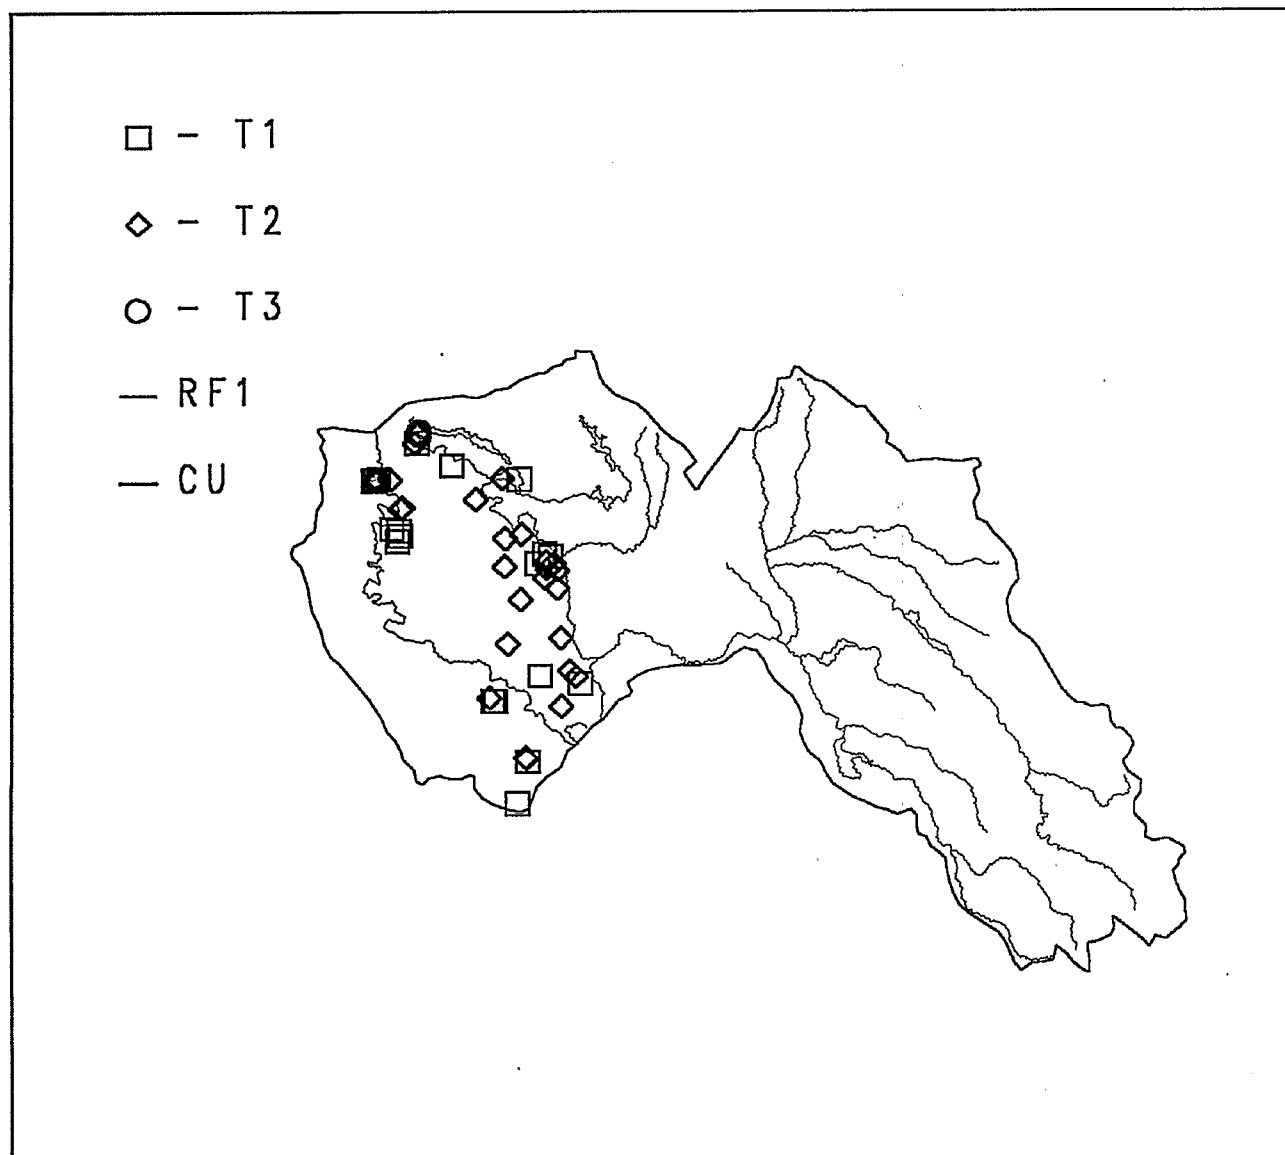 □ - T1
◇ - T2
○ - T3
— RF1
— CU